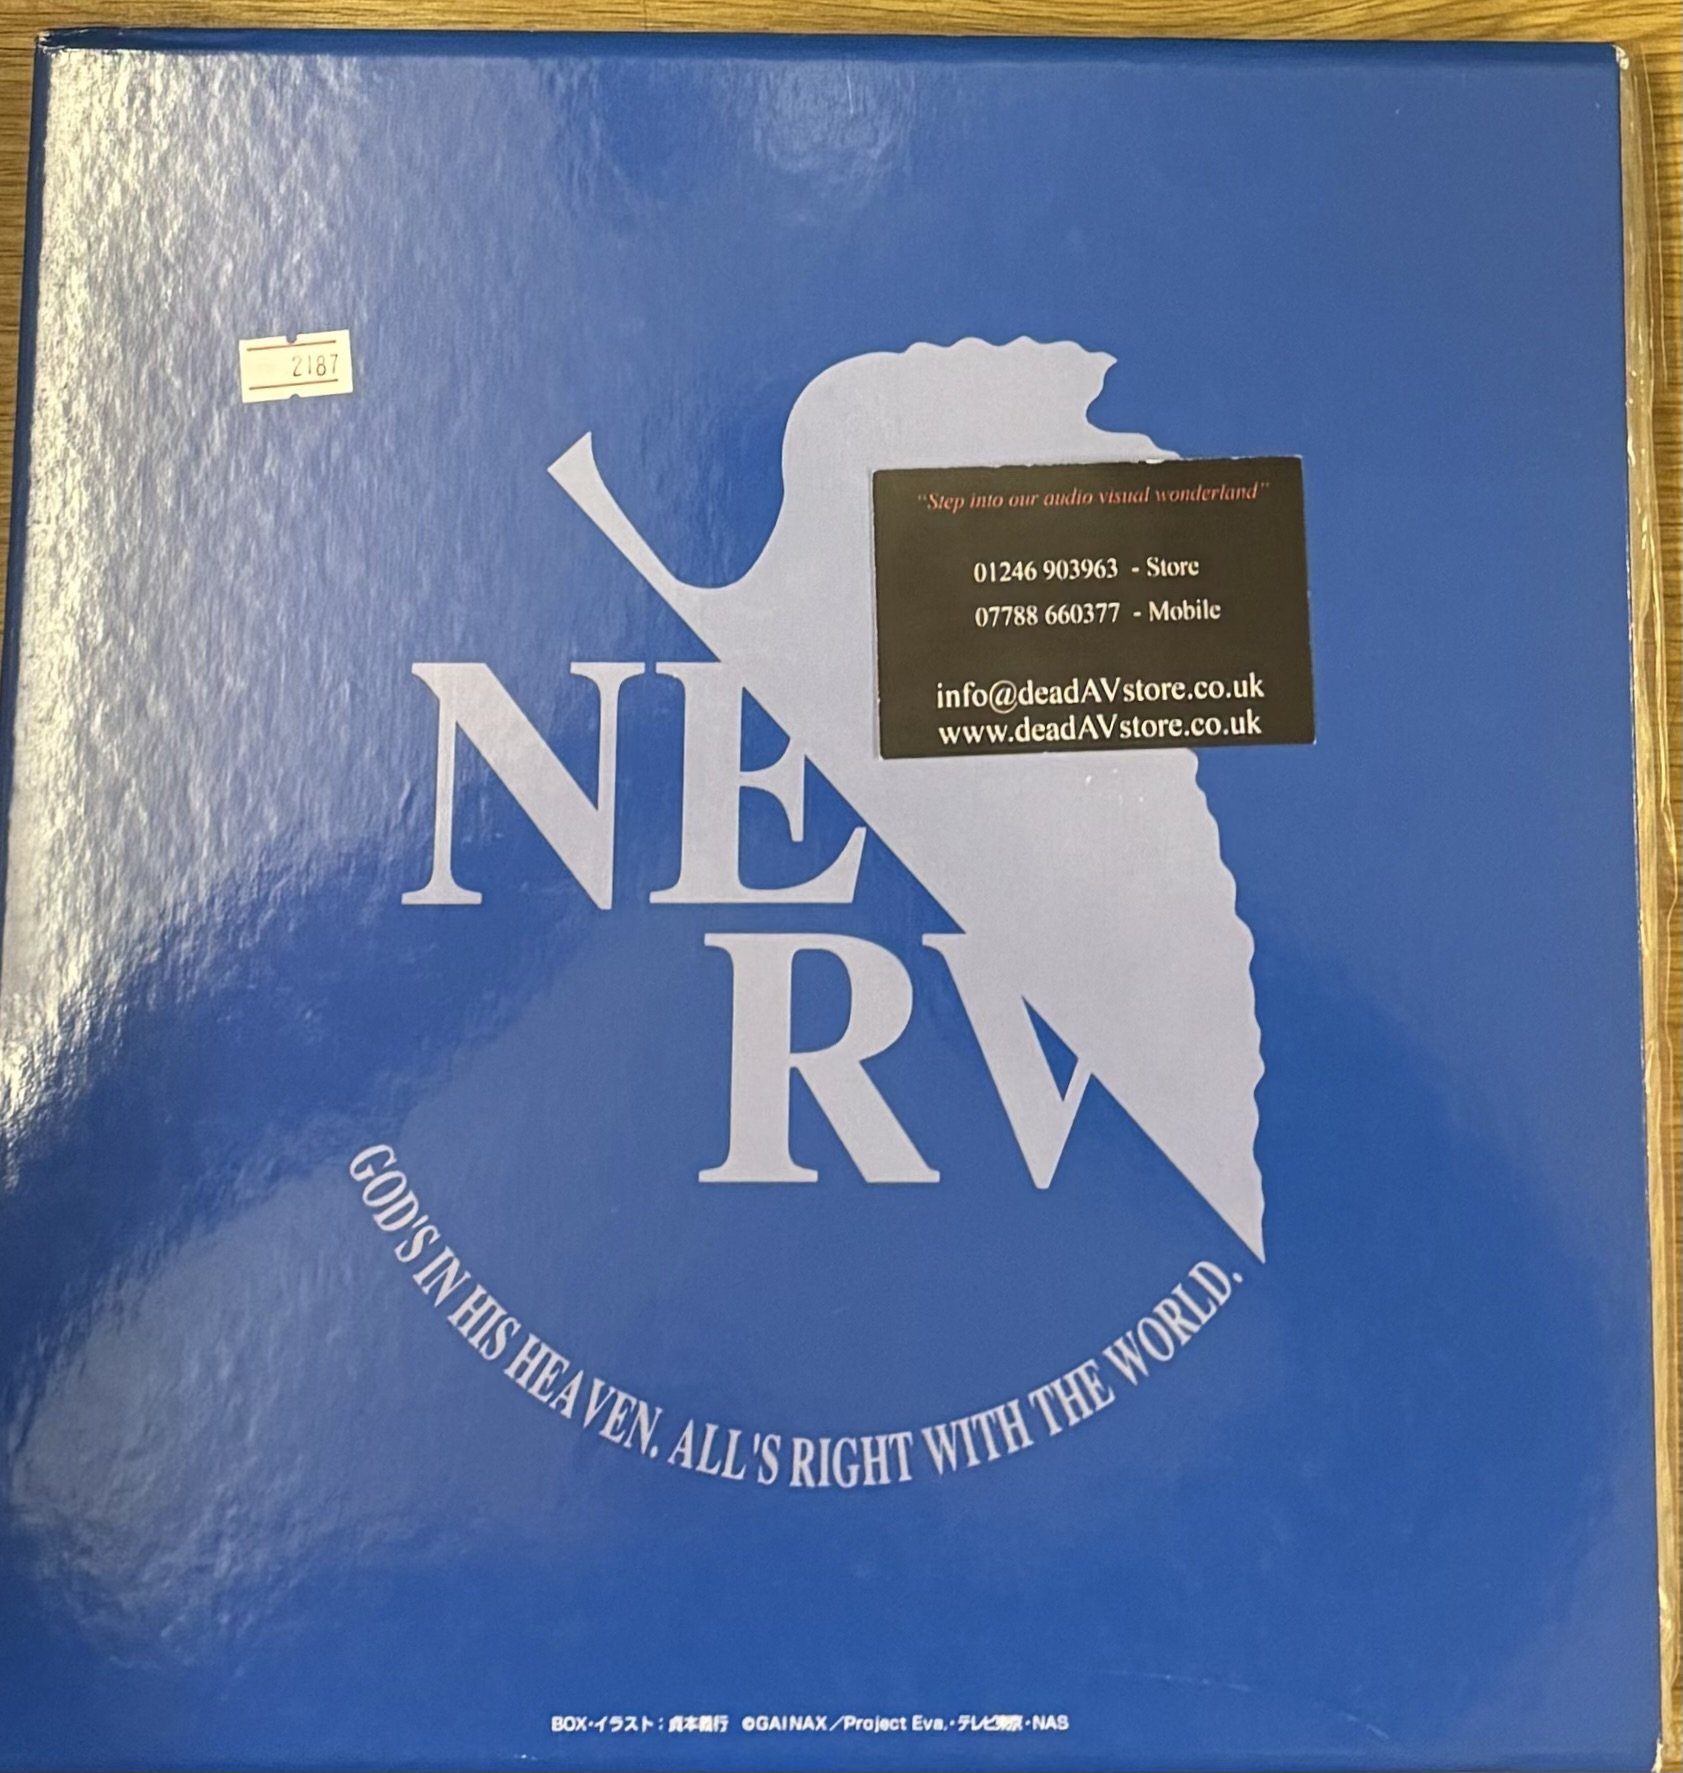 2187
"Step into our audio visual wonderland"
01246 903963 - Store
07788 660377 - Mobile
info@deadAVstore.co.uk
www.deadAVstore.co.uk
NE
RV
GOD'S IN HIS HEAVEN. ALL'S RIGHT WITH THE WORLD.
BOX・イラスト：貞本義行 ©GAINAX／Project Eva.・テレビ東京・NAS